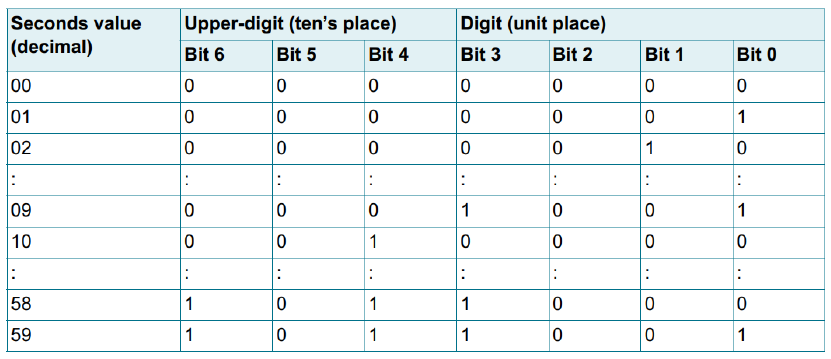 Seconds value (decimal) Upper-digit (ten's place) Digit (unit place)
Bit 6 Bit 5 Bit 4 Bit 3 Bit 2 Bit 1 Bit 0
00 0 0 0 0 0 0 0
01 0 0 0 0 0 0 1
02 0 0 0 0 0 1 0
: : : : : : : :
09 0 0 0 1 0 0 1
10 0 0 1 0 0 0 0
: : : : : : : :
58 1 0 1 1 0 0 0
59 1 0 1 1 0 0 1